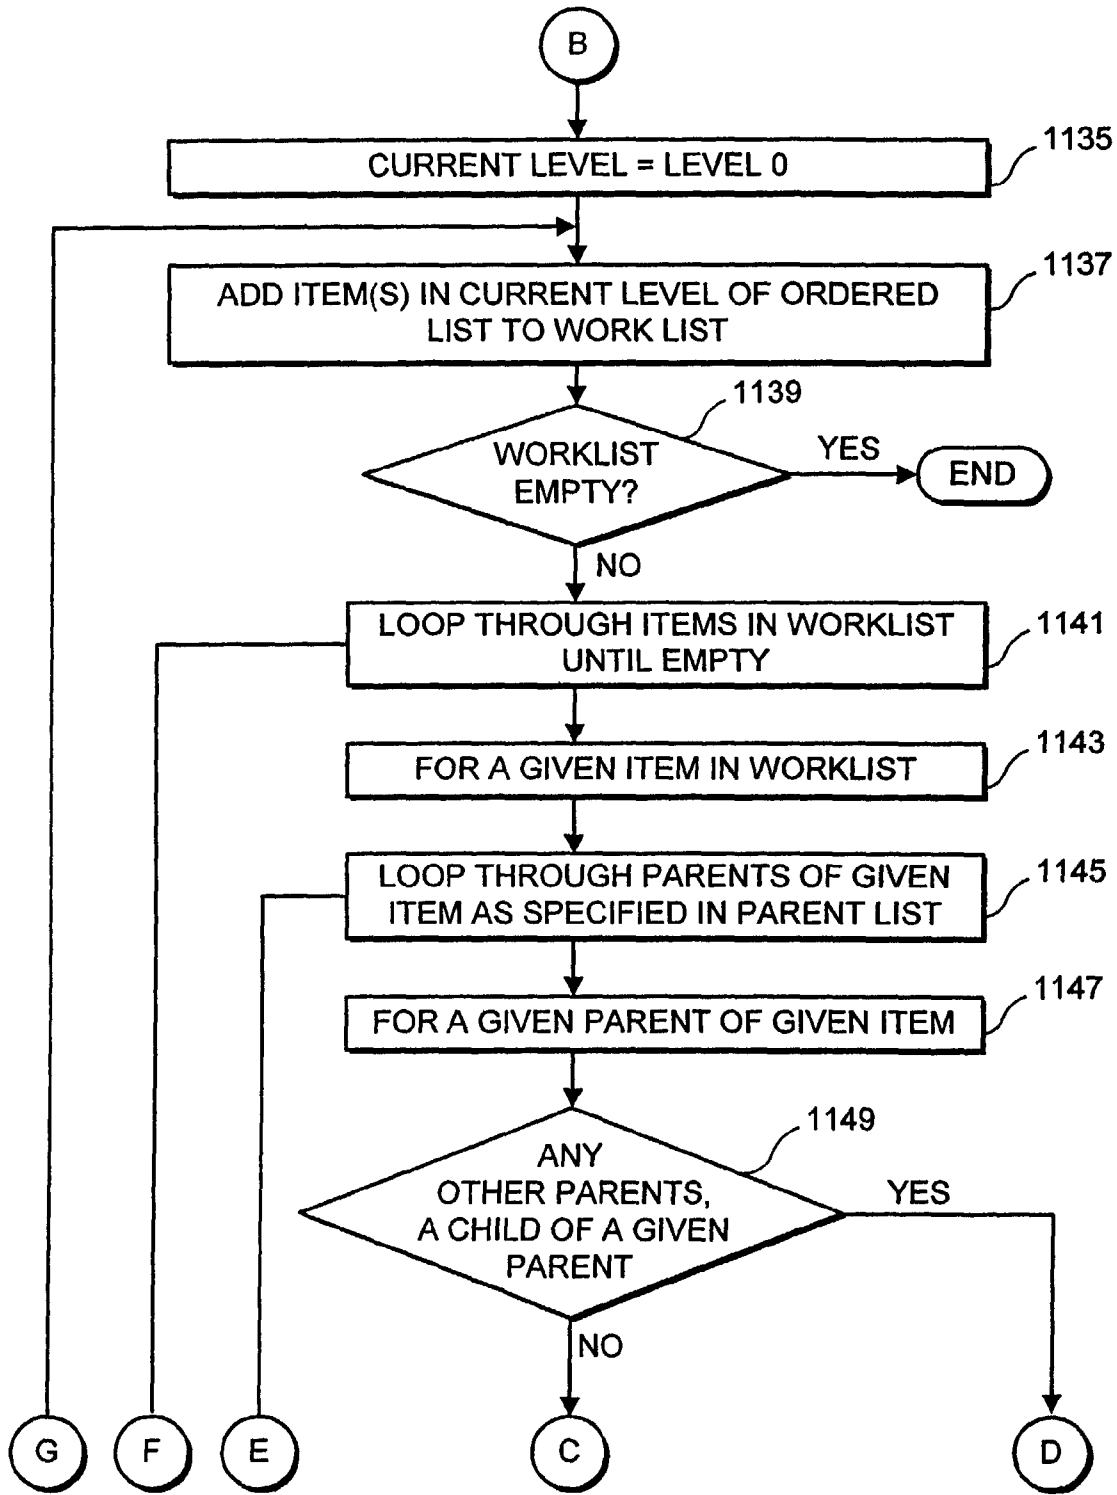 B
1135
CURRENT LEVEL = LEVEL 0
1137
ADD ITEM(S) IN CURRENT LEVEL OF ORDERED
LIST TO WORK LIST
1139
WORKLIST
EMPTY?
YES
END
NO
1141
LOOP THROUGH ITEMS IN WORKLIST
UNTIL EMPTY
1143
FOR A GIVEN ITEM IN WORKLIST
1145
LOOP THROUGH PARENTS OF GIVEN
ITEM AS SPECIFIED IN PARENT LIST
1147
FOR A GIVEN PARENT OF GIVEN ITEM
1149
ANY
OTHER PARENTS,
A CHILD OF A GIVEN
PARENT
YES
NO
G
F
E
C
D